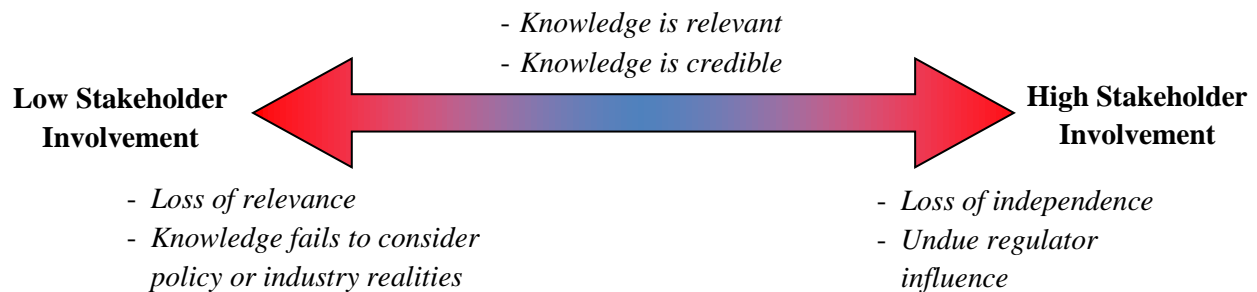 - Knowledge is relevant
- Knowledge is credible
Low Stakeholder
Involvement
High Stakeholder
Involvement
- Loss of relevance
- Knowledge fails to consider
policy or industry realities
- Loss of independence
- Undue regulator
influence